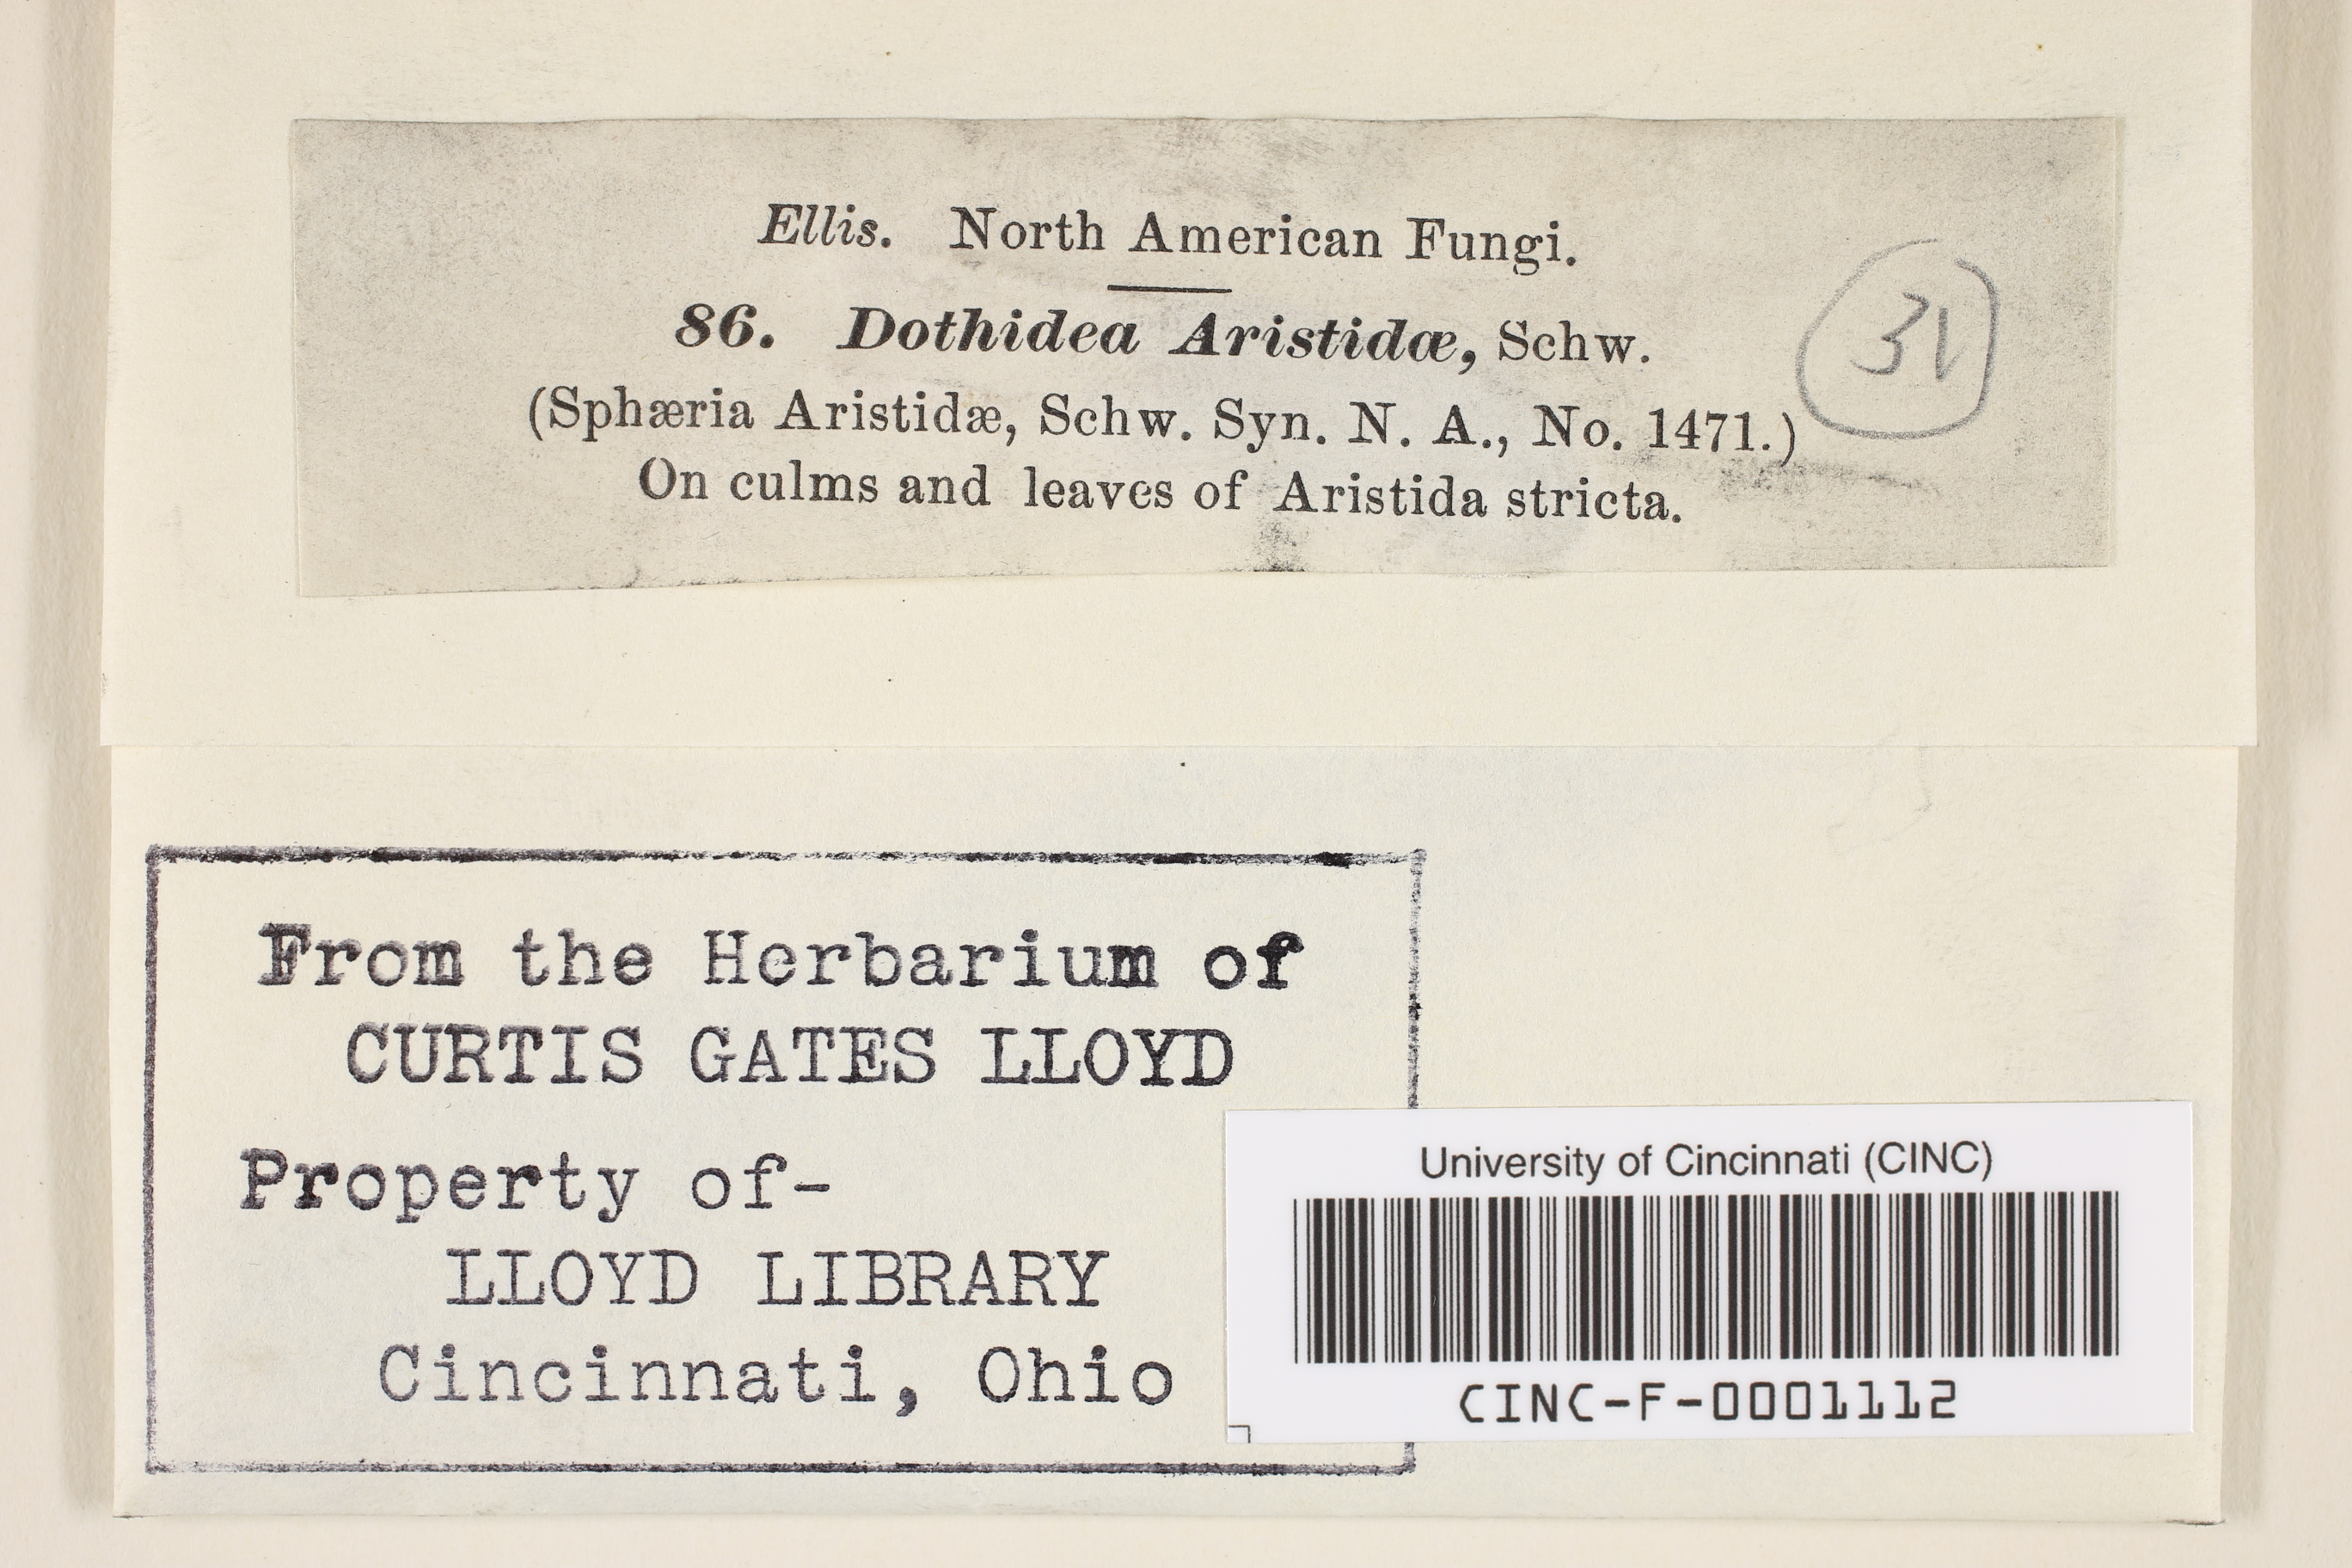 Ellis. North American Fungi.
86. Dothidea Aristidæ, Schw.
31
(Sphæria Aristidæ, Schw. Syn. N. A., No. 1471.)
On culms and leaves of Aristida stricta.
From the Herbarium of
CURTIS GATES LLOYD
Property of-
LLOYD LIBRARY
Cincinnati, Ohio
University of Cincinnati (CINC)
CINC-F-0001112